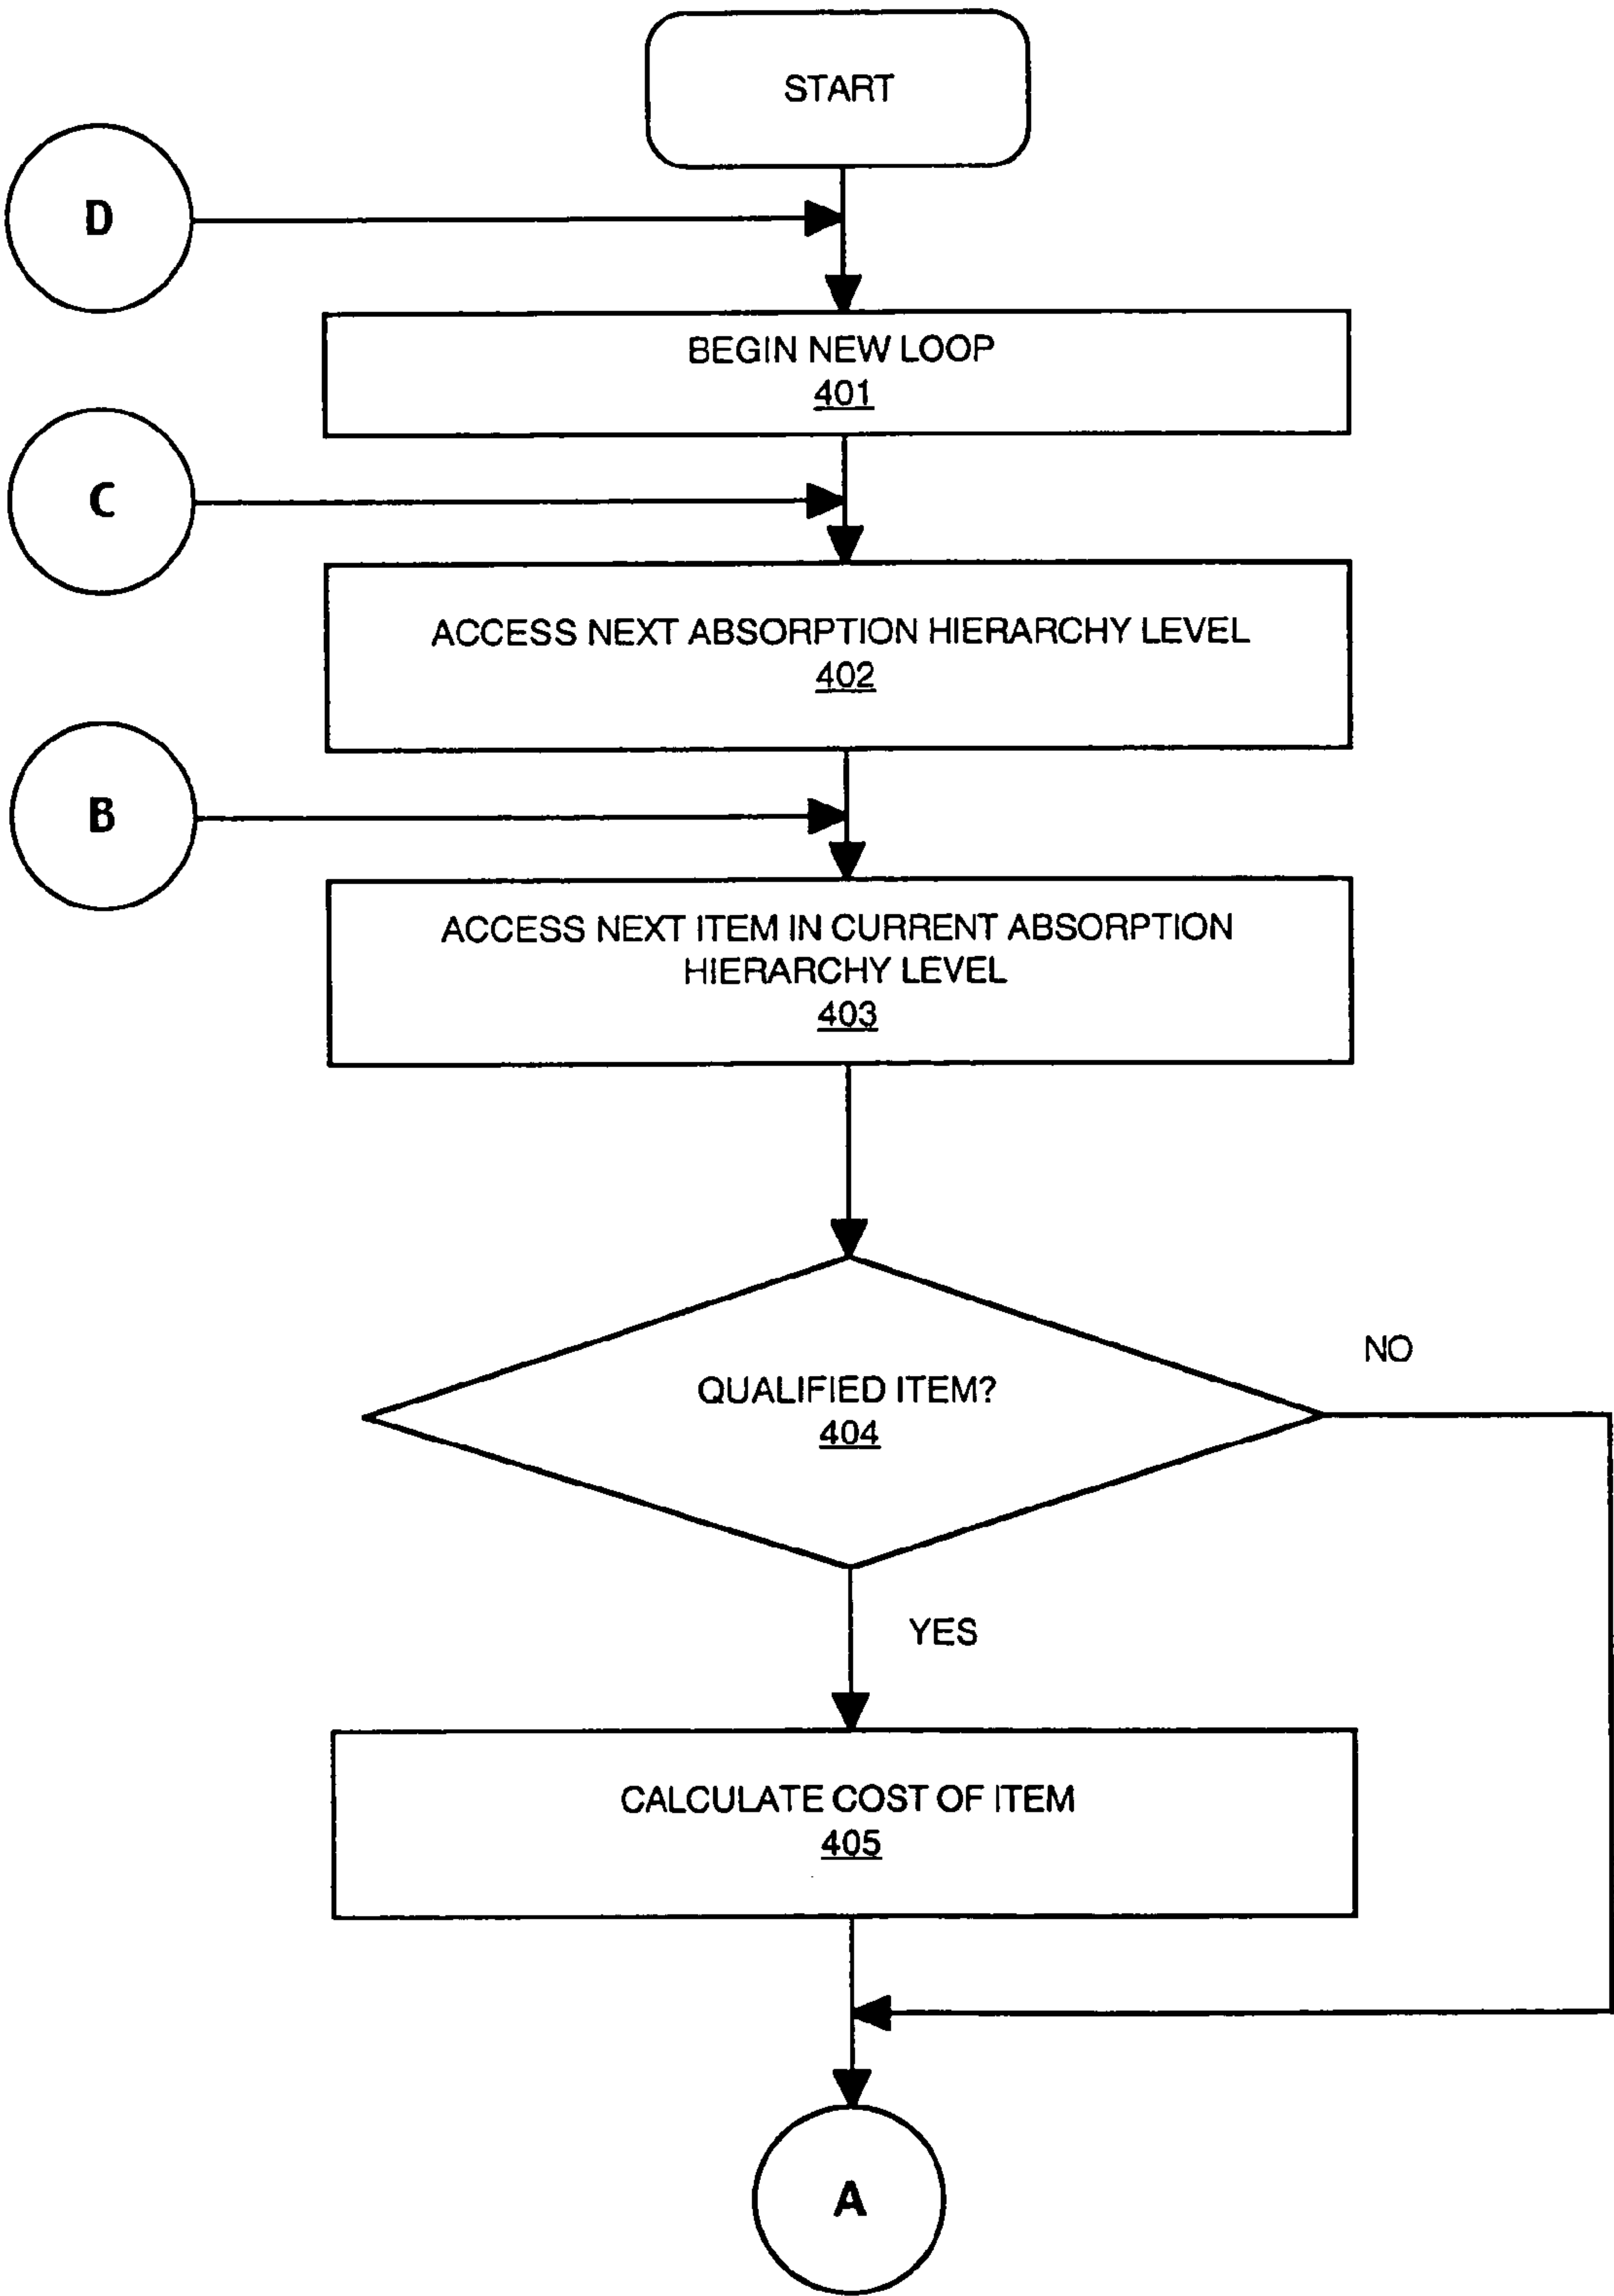 START
D
BEGIN NEW LOOP
401
C
ACCESS NEXT ABSORPTION HIERARCHY LEVEL
402
B
ACCESS NEXT ITEM IN CURRENT ABSORPTION
HIERARCHY LEVEL
403
NO
QUALIFIED ITEM?
404
YES
CALCULATE COST OF ITEM
405
A